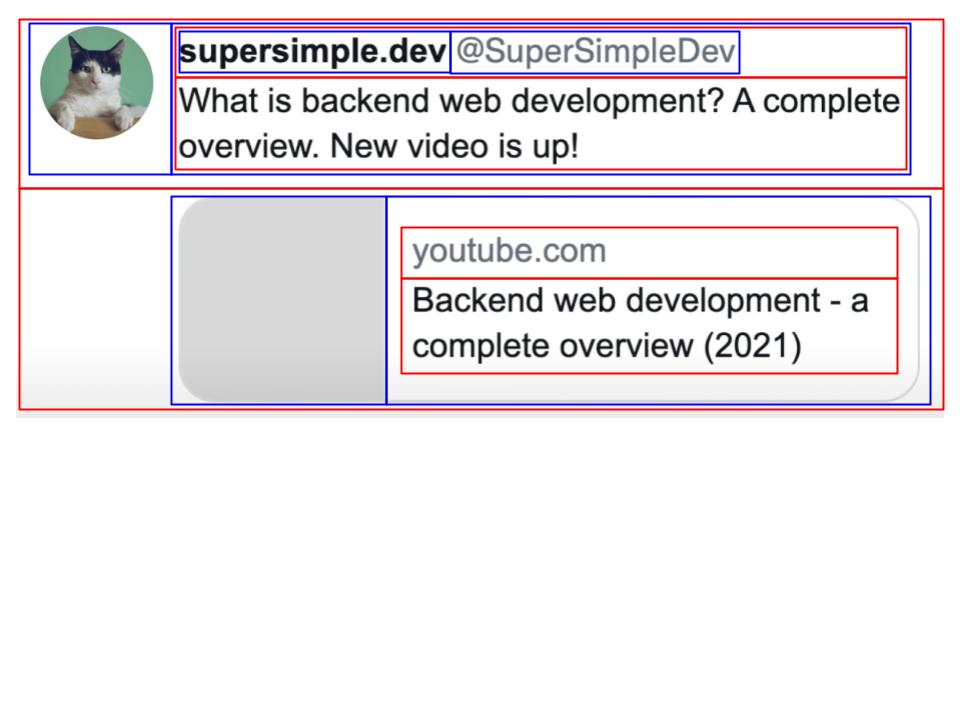 supersimple.dev @SuperSimpleDev
What is backend web development? A complete
overview. New video is up!
youtube.com
Backend web development - a
complete overview (2021)